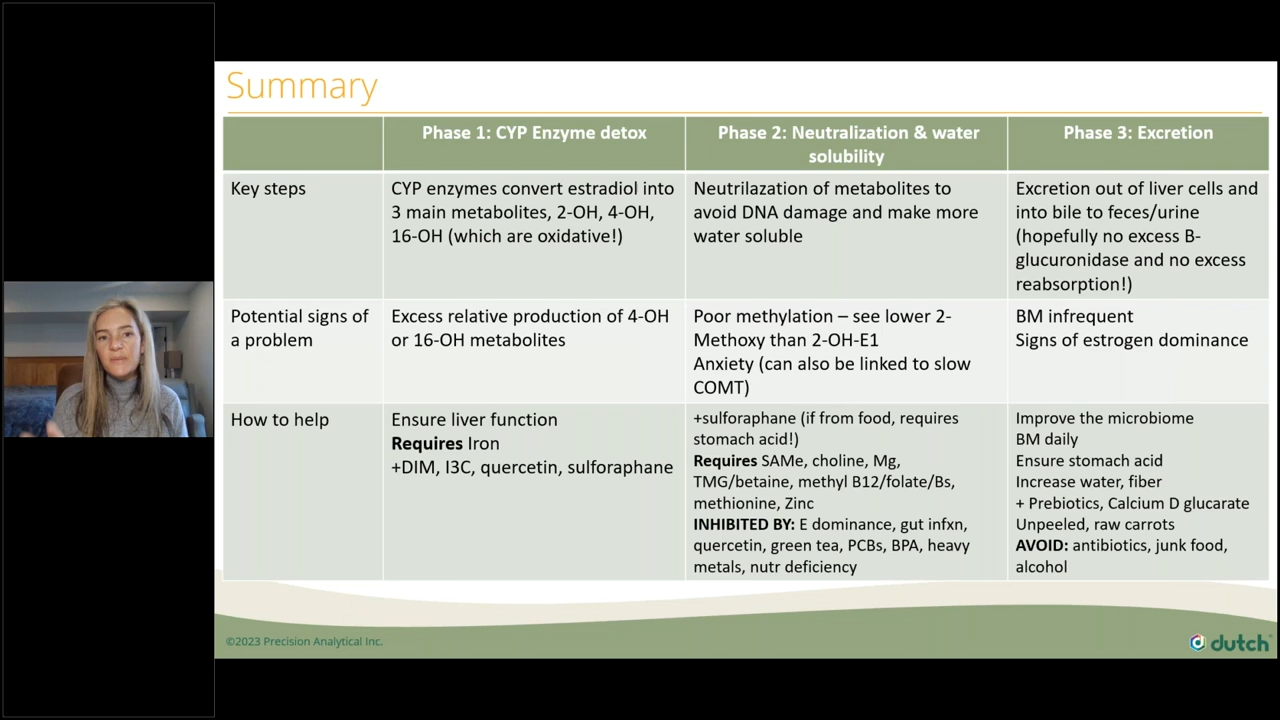 Summary
Phase 1: CYP Enzyme detox
Phase 2: Neutralization & water
solubility
Phase 3: Excretion
Key steps
CYP enzymes convert estradiol into
3 main metabolites, 2-OH, 4-OH,
16-OH (which are oxidative!)
Neutrilazation of metabolites to
avoid DNA damage and make more
water soluble
Excretion out of liver cells and
into bile to feces/urine
(hopefully no excess B-
glucuronidase and no excess
reabsorption!)
Potential signs of
a problem
Excess relative production of 4-OH
or 16-OH metabolites
Poor methylation – see lower 2-
Methoxy than 2-OH-E1
Anxiety (can also be linked to slow
COMT)
BM infrequent
Signs of estrogen dominance
How to help
Ensure liver function
Requires Iron
+DIM, I3C, quercetin, sulforaphane
+sulforaphane (if from food, requires
stomach acid!)
Requires SAMe, choline, Mg,
TMG/betaine, methyl B12/folate/Bs,
methionine, Zinc
INHIBITED BY: E dominance, gut infxn,
quercetin, green tea, PCBs, BPA, heavy
metals, nutr deficiency
Improve the microbiome
BM daily
Ensure stomach acid
Increase water, fiber
+ Prebiotics, Calcium D glucarate
Unpeeled, raw carrots
AVOID: antibiotics, junk food,
alcohol
©2023 Precision Analytical Inc.
dutch